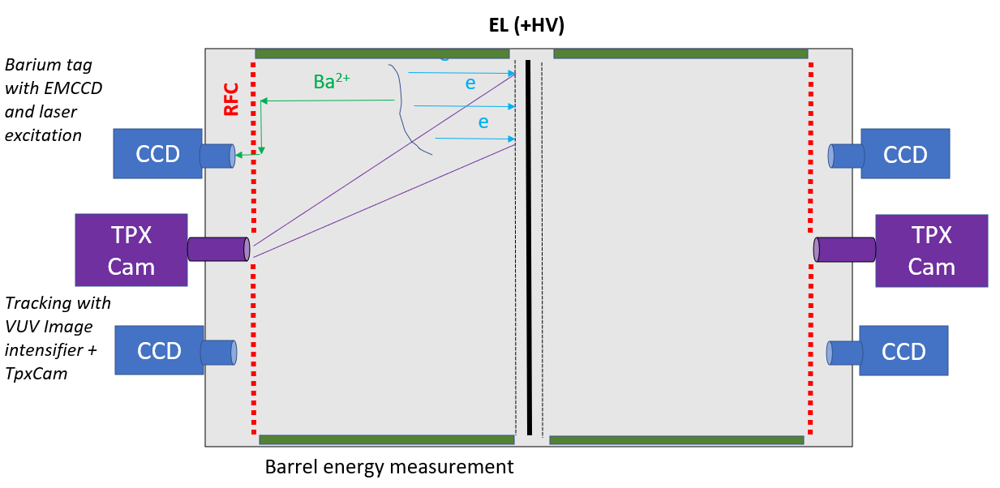 EL (+HV)
Barium tag
with EMCCD
and laser
excitation
RFC
Ba2+
e
e
CCD
CCD
TPX
Cam
TPX
Cam
Tracking with
VUV Image
intensifier +
TpxCam
CCD
CCD
Barrel energy measurement